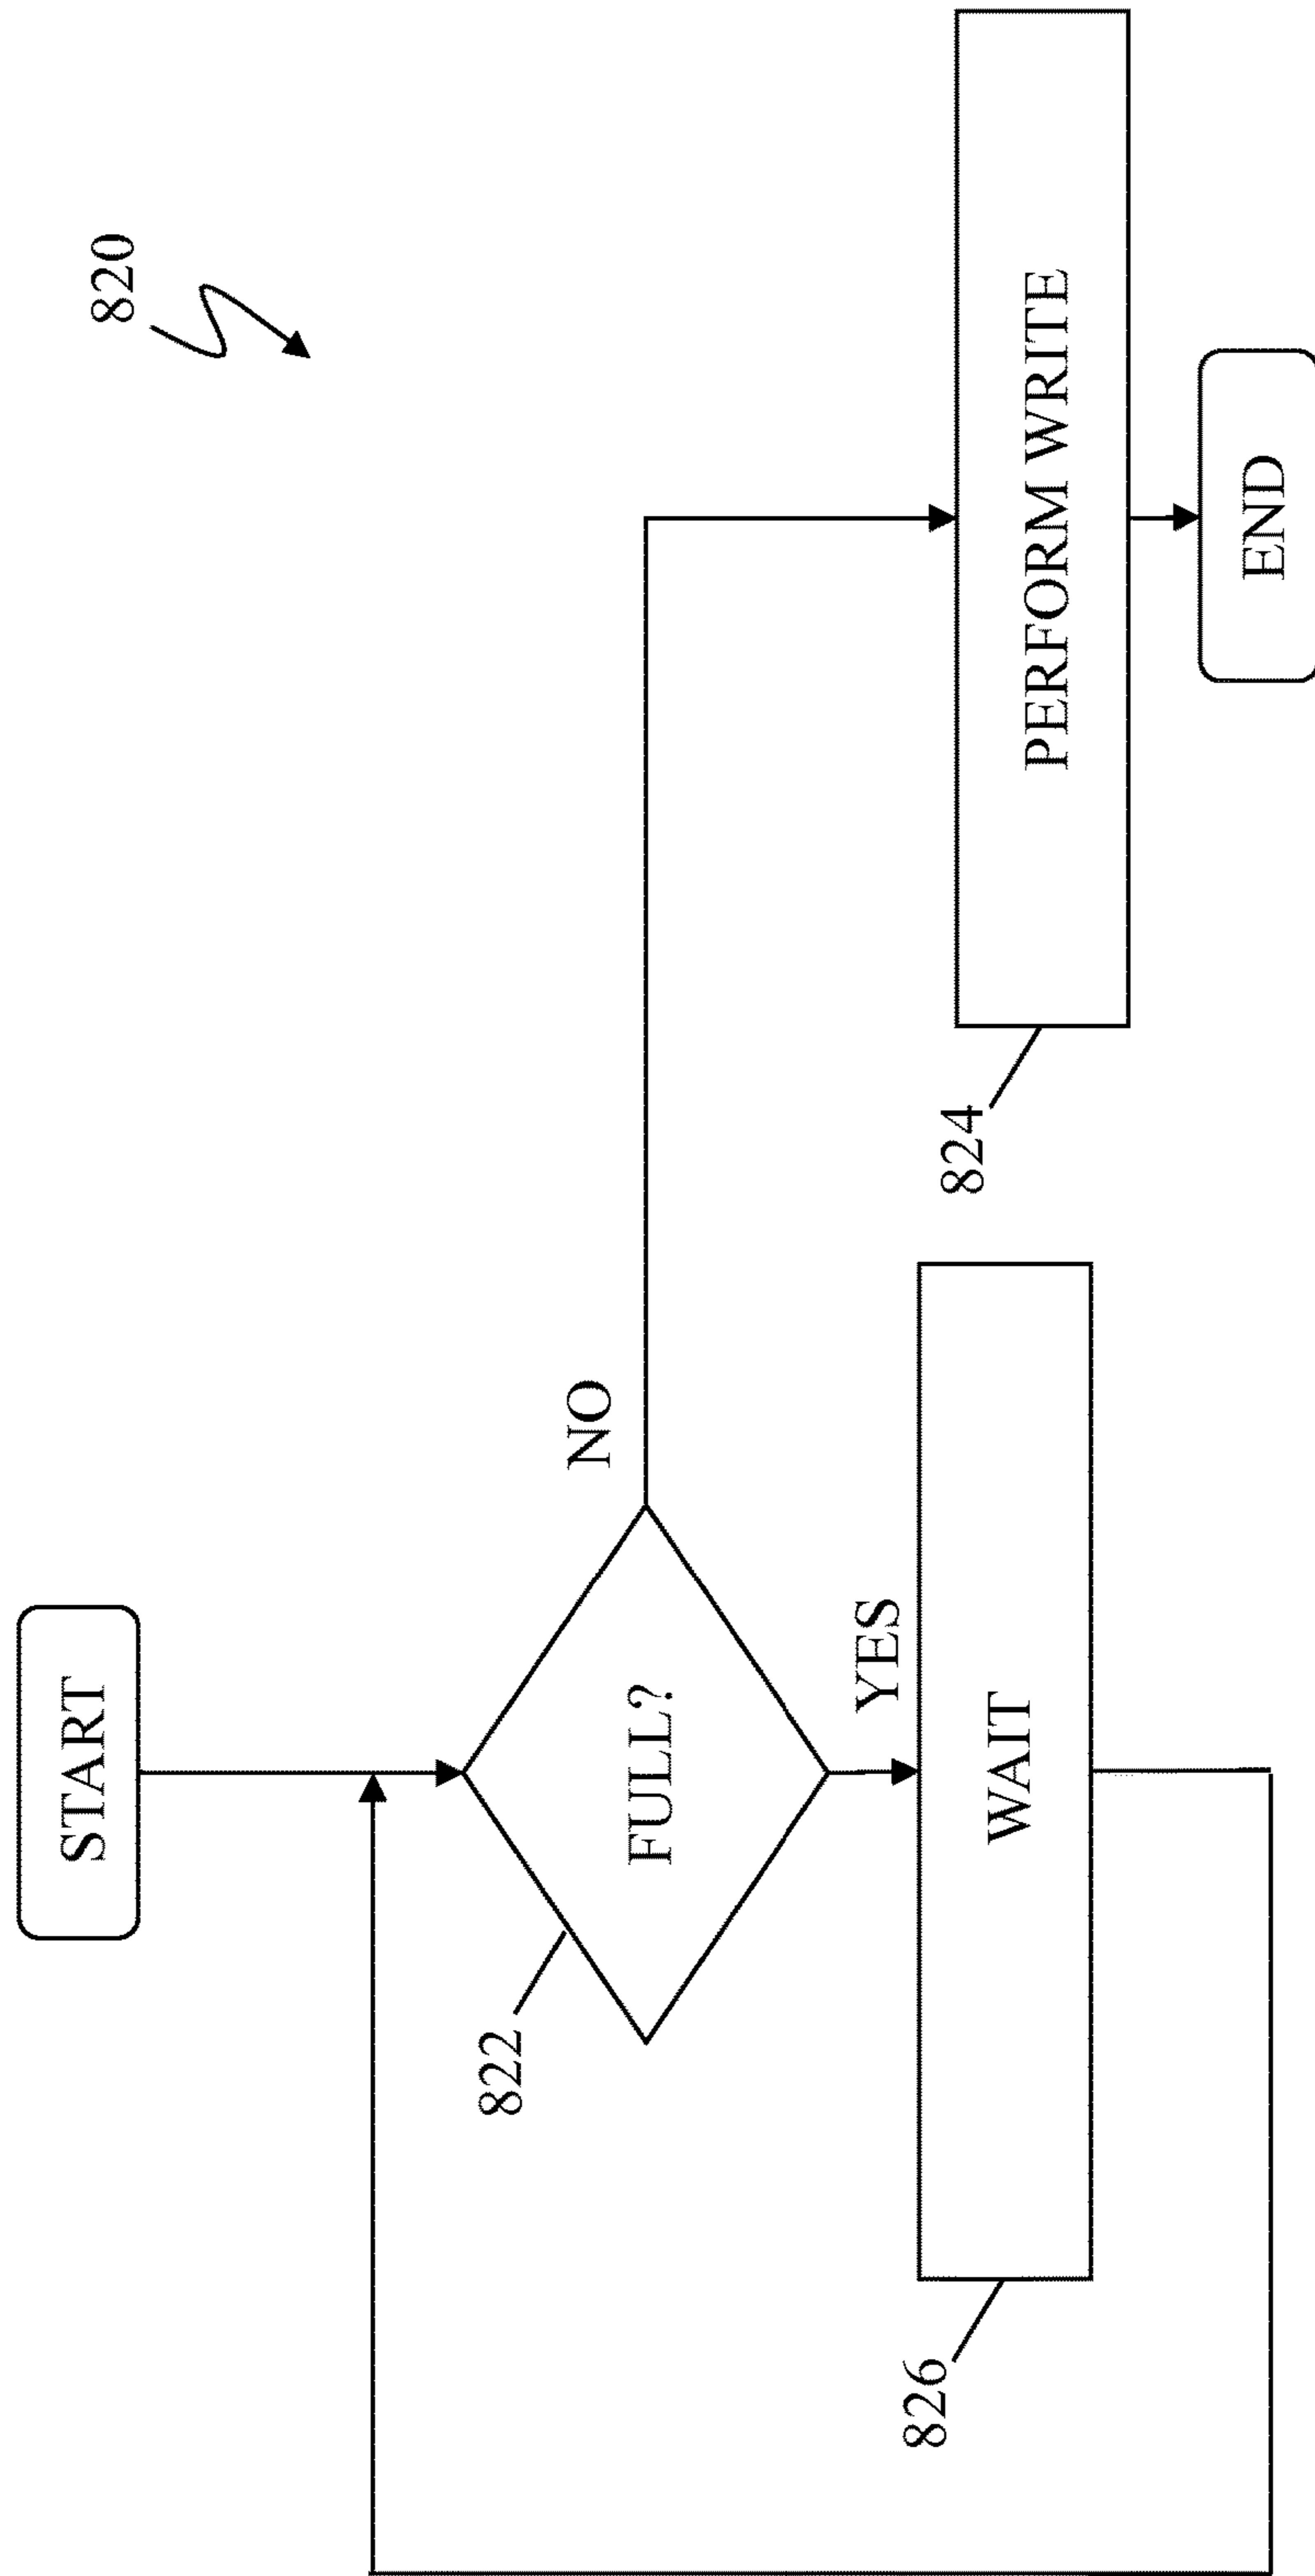 820
START
822
FULL?
NO
YES
826
WAIT
824
PERFORM WRITE
END